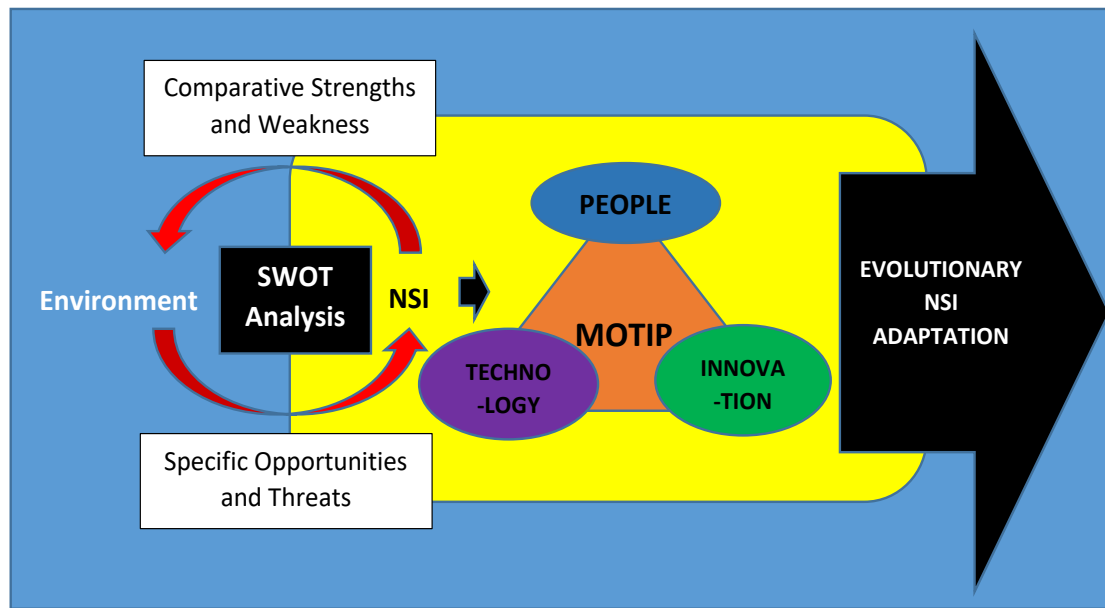 Comparative Strengths
and Weakness
Environment
SWOT
Analysis
NSI
Specific Opportunities
and Threats
PEOPLE
MOTIP
TECHNO
-LOGY
INNOVA
-TION
EVOLUTIONARY
NSI
ADAPTATION